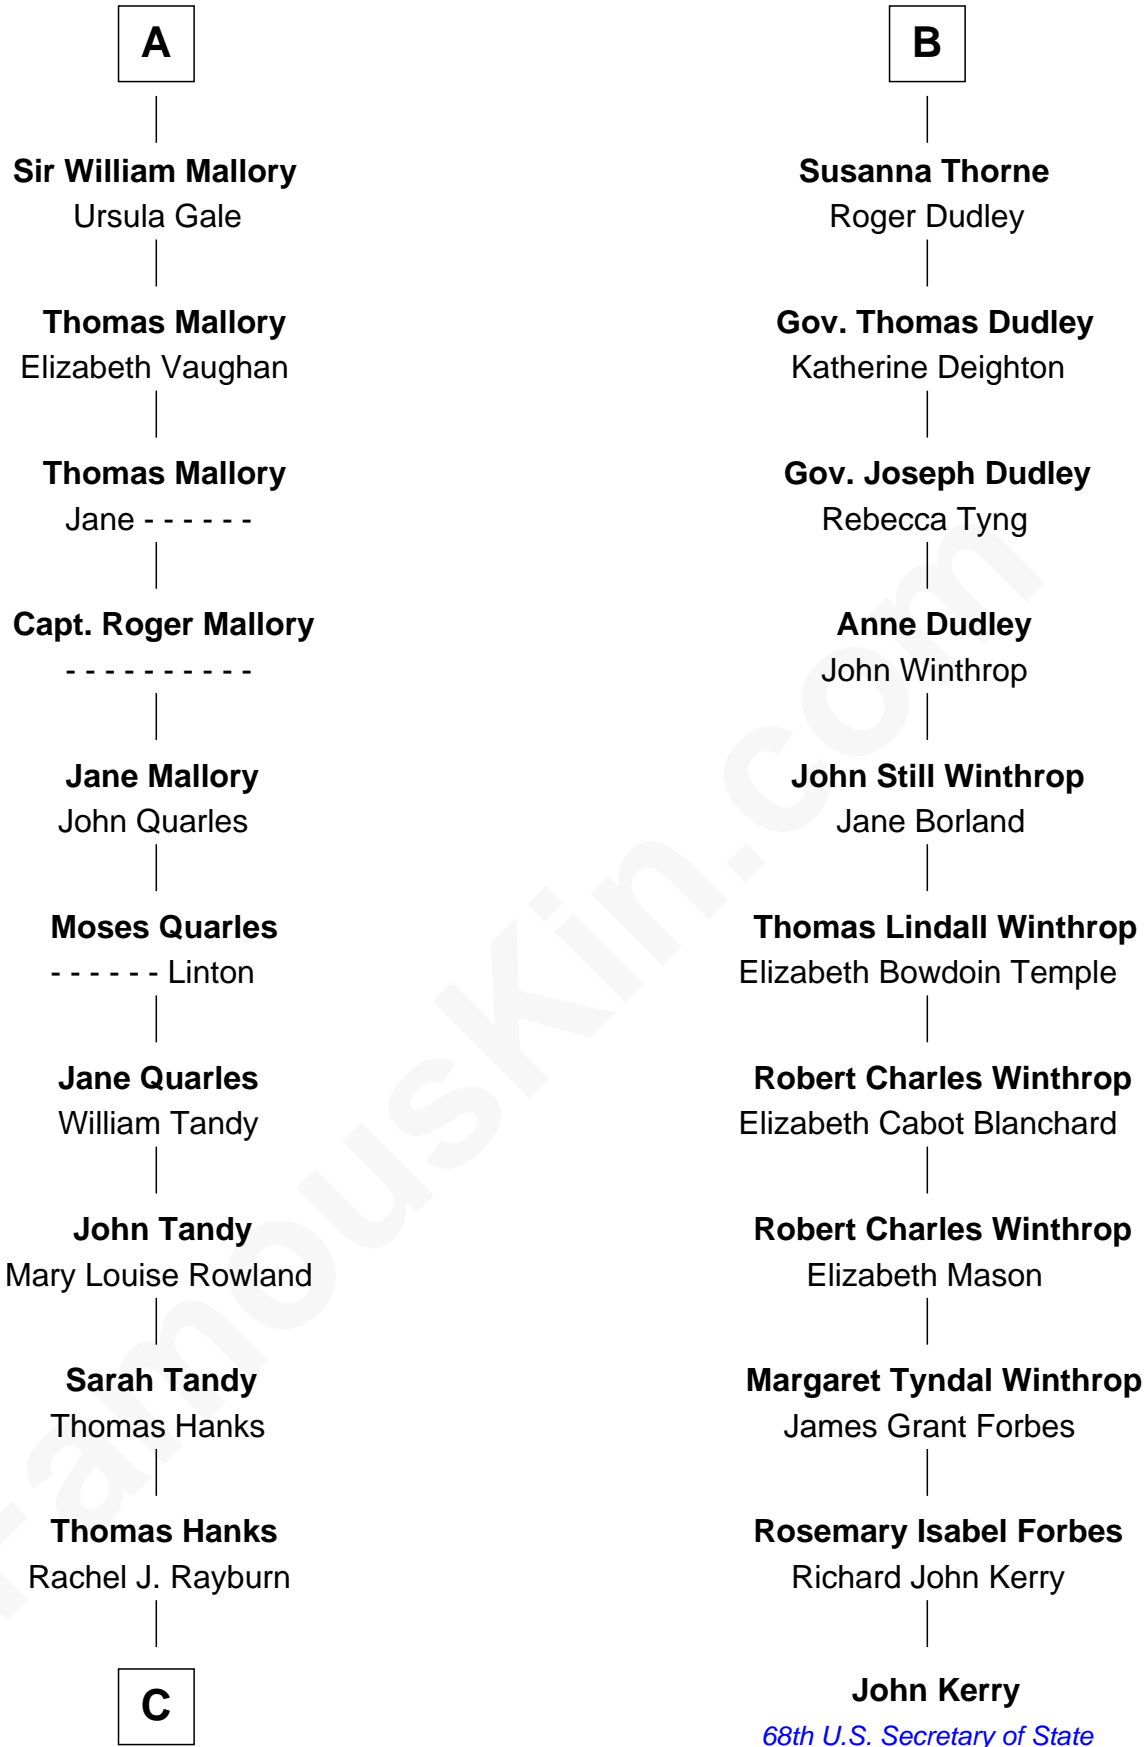 A
Sir William Mallory
Ursula Gale
Thomas Mallory
Elizabeth Vaughan
Thomas Mallory
Jane - - - - - -
Capt. Roger Mallory
- - - - - - - - - -
Jane Mallory
John Quarles
Moses Quarles
- - - - - - Linton
Jane Quarles
William Tandy
John Tandy
Mary Louise Rowland
Sarah Tandy
Thomas Hanks
Thomas Hanks
Rachel J. Rayburn
C
B
Susanna Thorne
Roger Dudley
Gov. Thomas Dudley
Katherine Deighton
Gov. Joseph Dudley
Rebecca Tyng
Anne Dudley
John Winthrop
John Still Winthrop
Jane Borland
Thomas Lindall Winthrop
Elizabeth Bowdoin Temple
Robert Charles Winthrop
Elizabeth Cabot Blanchard
Robert Charles Winthrop
Elizabeth Mason
Margaret Tyndal Winthrop
James Grant Forbes
Rosemary Isabel Forbes
Richard John Kerry
John Kerry
68th U.S. Secretary of State
FamousKin.com